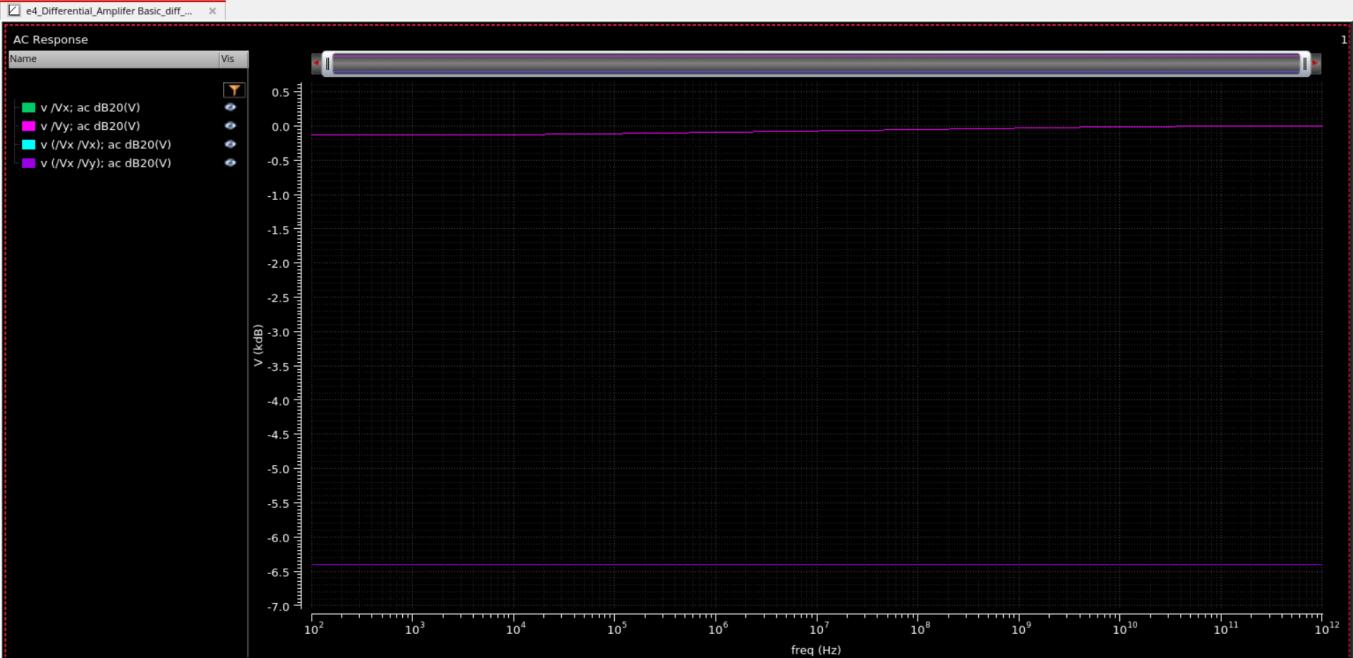 e4_Differential_Amplifer Basic_diff_...
AC Response
1
Name Vis
v /Vx; ac dB20(V)
v /Vy; ac dB20(V)
v (/Vx /Vx); ac dB20(V)
v (/Vx /Vy); ac dB20(V)
V (kdB)
0.5
0.0
-0.5
-1.0
-1.5
-2.0
-2.5
-3.0
-3.5
-4.0
-4.5
-5.0
-5.5
-6.0
-6.5
-7.0
10² 10³ 10⁴ 10⁵ 10⁶ 10⁷ 10⁸ 10⁹ 10¹⁰ 10¹¹ 10¹²
freq (Hz)